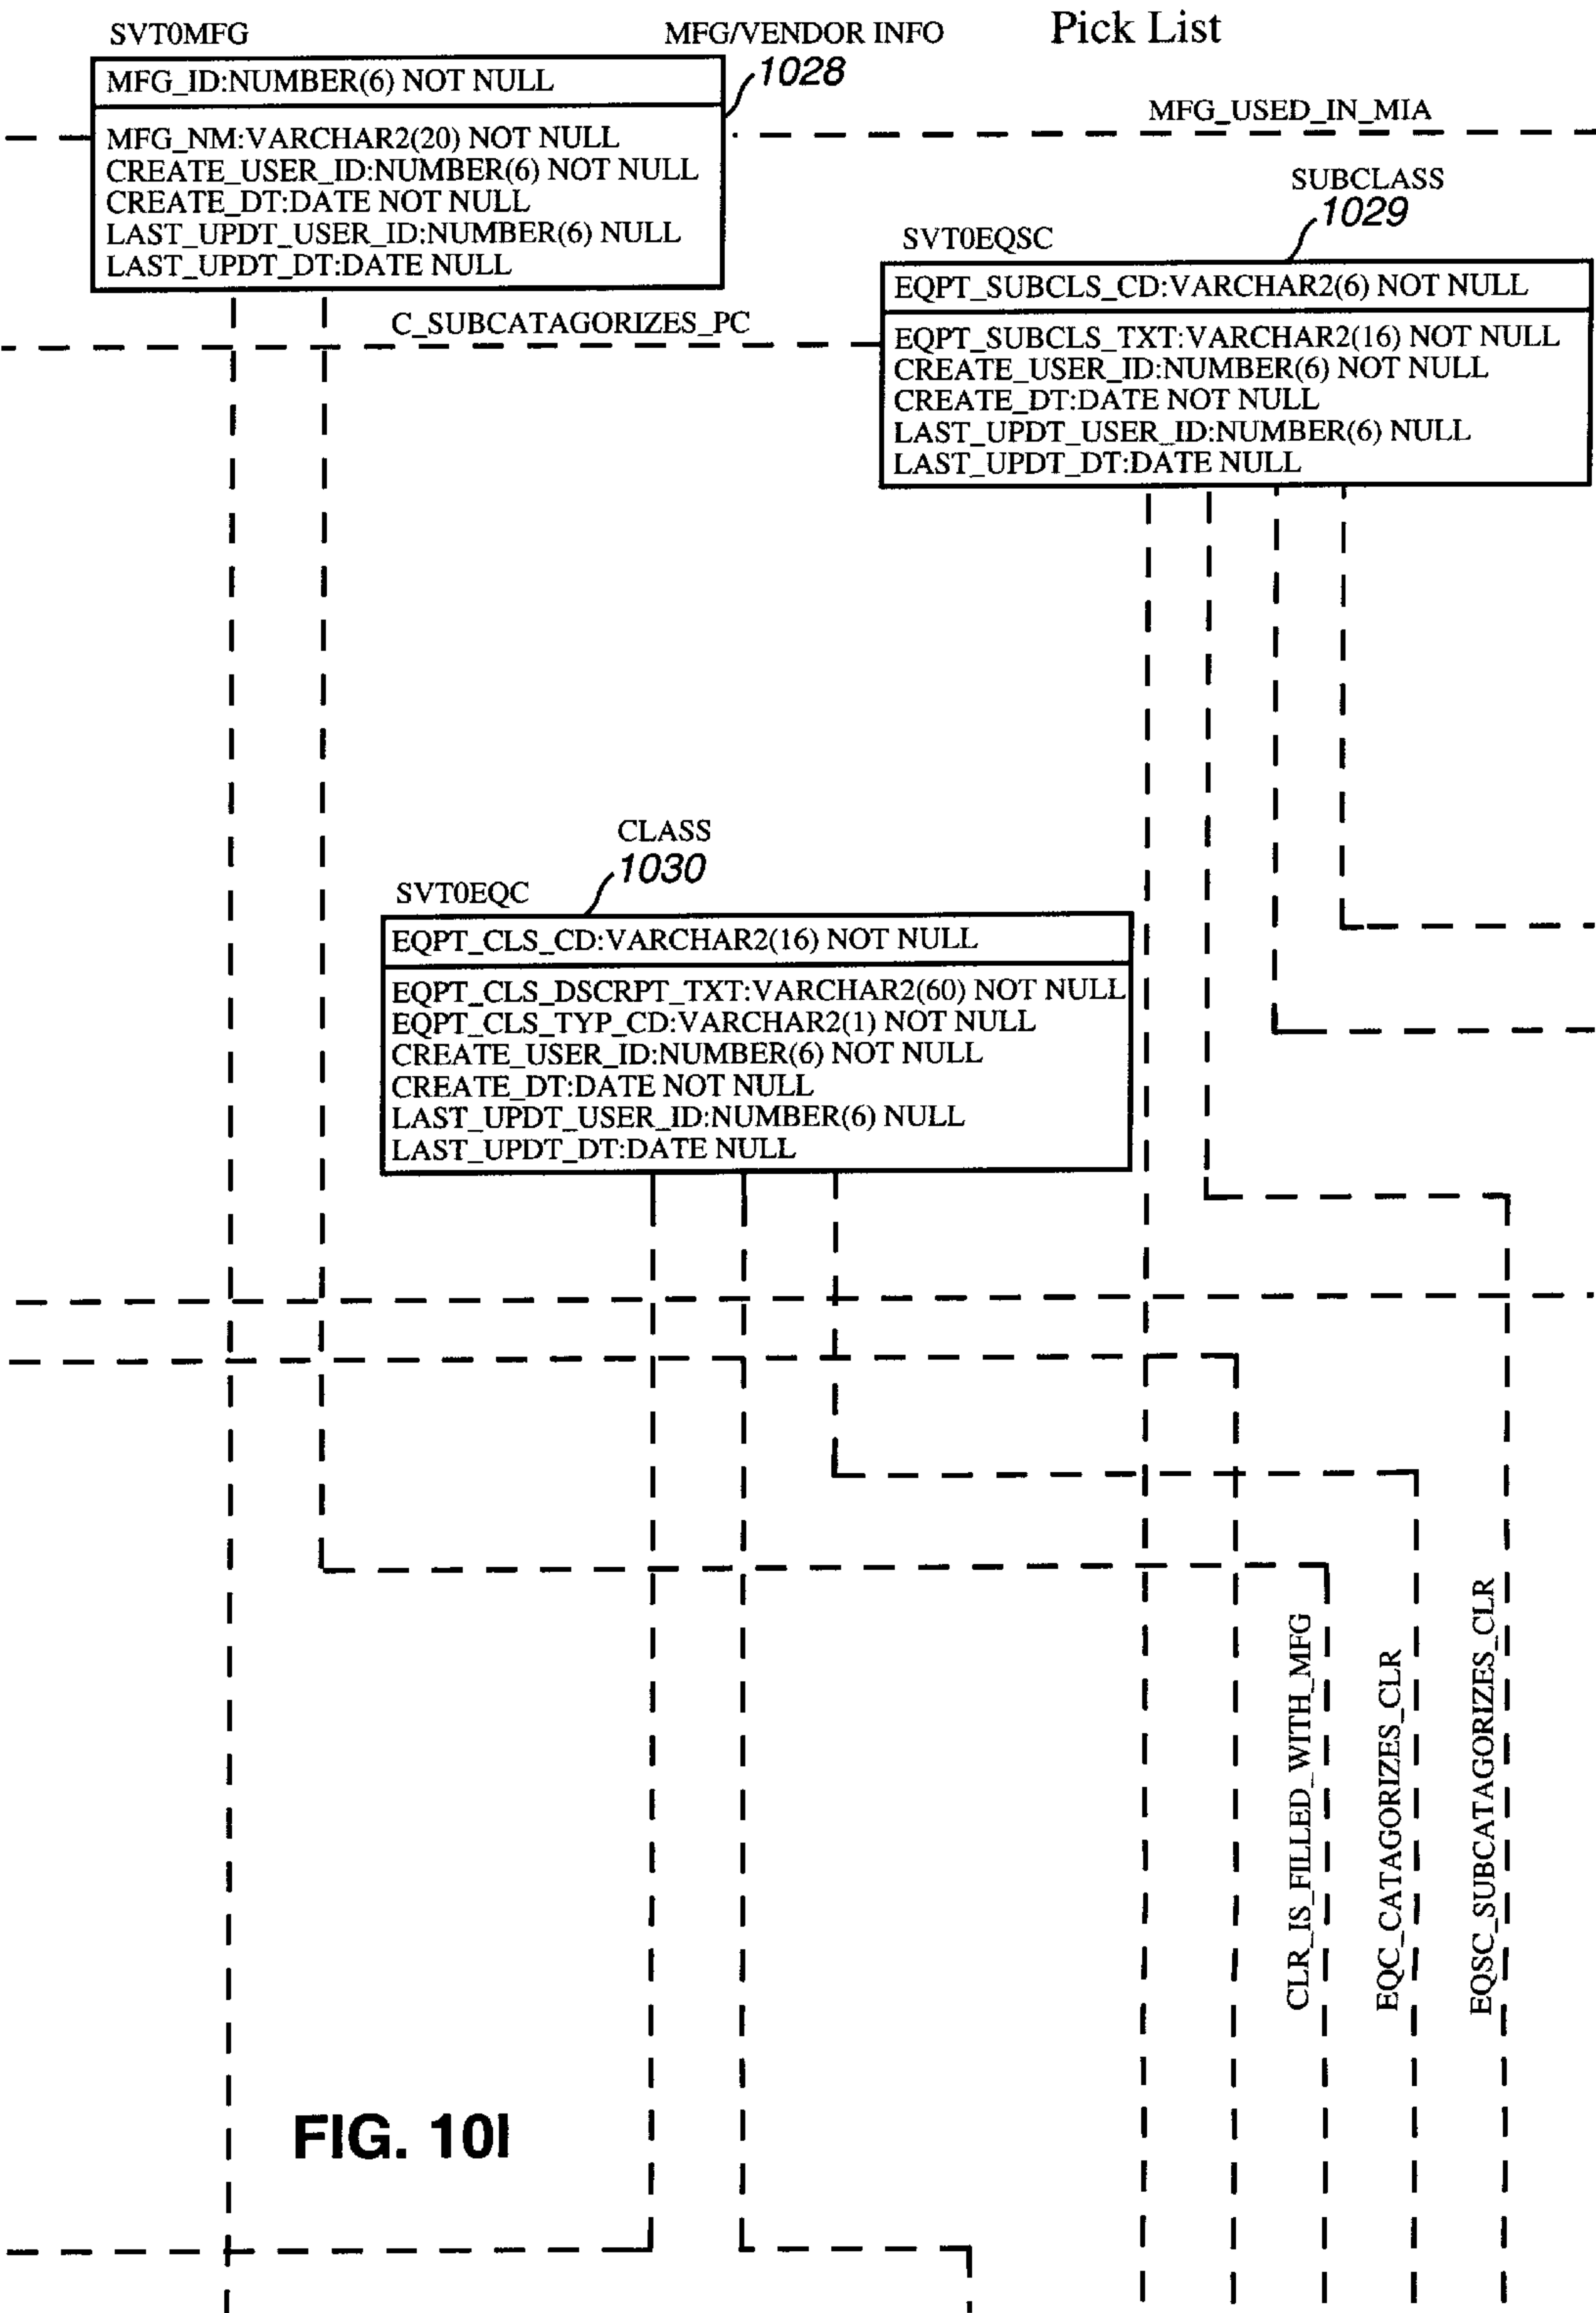 Pick List
SVT0MFG
MFG/VENDOR INFO
1028
MFG_ID:NUMBER(6) NOT NULL
MFG_NM:VARCHAR2(20) NOT NULL
CREATE_USER_ID:NUMBER(6) NOT NULL
CREATE_DT:DATE NOT NULL
LAST_UPDT_USER_ID:NUMBER(6) NULL
LAST_UPDT_DT:DATE NULL
MFG_USED_IN_MIA
SUBCLASS
1029
SVT0EQSC
EQPT_SUBCLS_CD:VARCHAR2(6) NOT NULL
EQPT_SUBCLS_TXT:VARCHAR2(16) NOT NULL
CREATE_USER_ID:NUMBER(6) NOT NULL
CREATE_DT:DATE NOT NULL
LAST_UPDT_USER_ID:NUMBER(6) NULL
LAST_UPDT_DT:DATE NULL
C_SUBCATAGORIZES_PC
CLASS
1030
SVT0EQC
EQPT_CLS_CD:VARCHAR2(16) NOT NULL
EQPT_CLS_DSCRPT_TXT:VARCHAR2(60) NOT NULL
EQPT_CLS_TYP_CD:VARCHAR2(1) NOT NULL
CREATE_USER_ID:NUMBER(6) NOT NULL
CREATE_DT:DATE NOT NULL
LAST_UPDT_USER_ID:NUMBER(6) NULL
LAST_UPDT_DT:DATE NULL
CLR_IS_FILLED_WITH_MFG
EQC_CATAGORIZES_CLR
EQSC_SUBCATAGORIZES_CLR
FIG. 10I